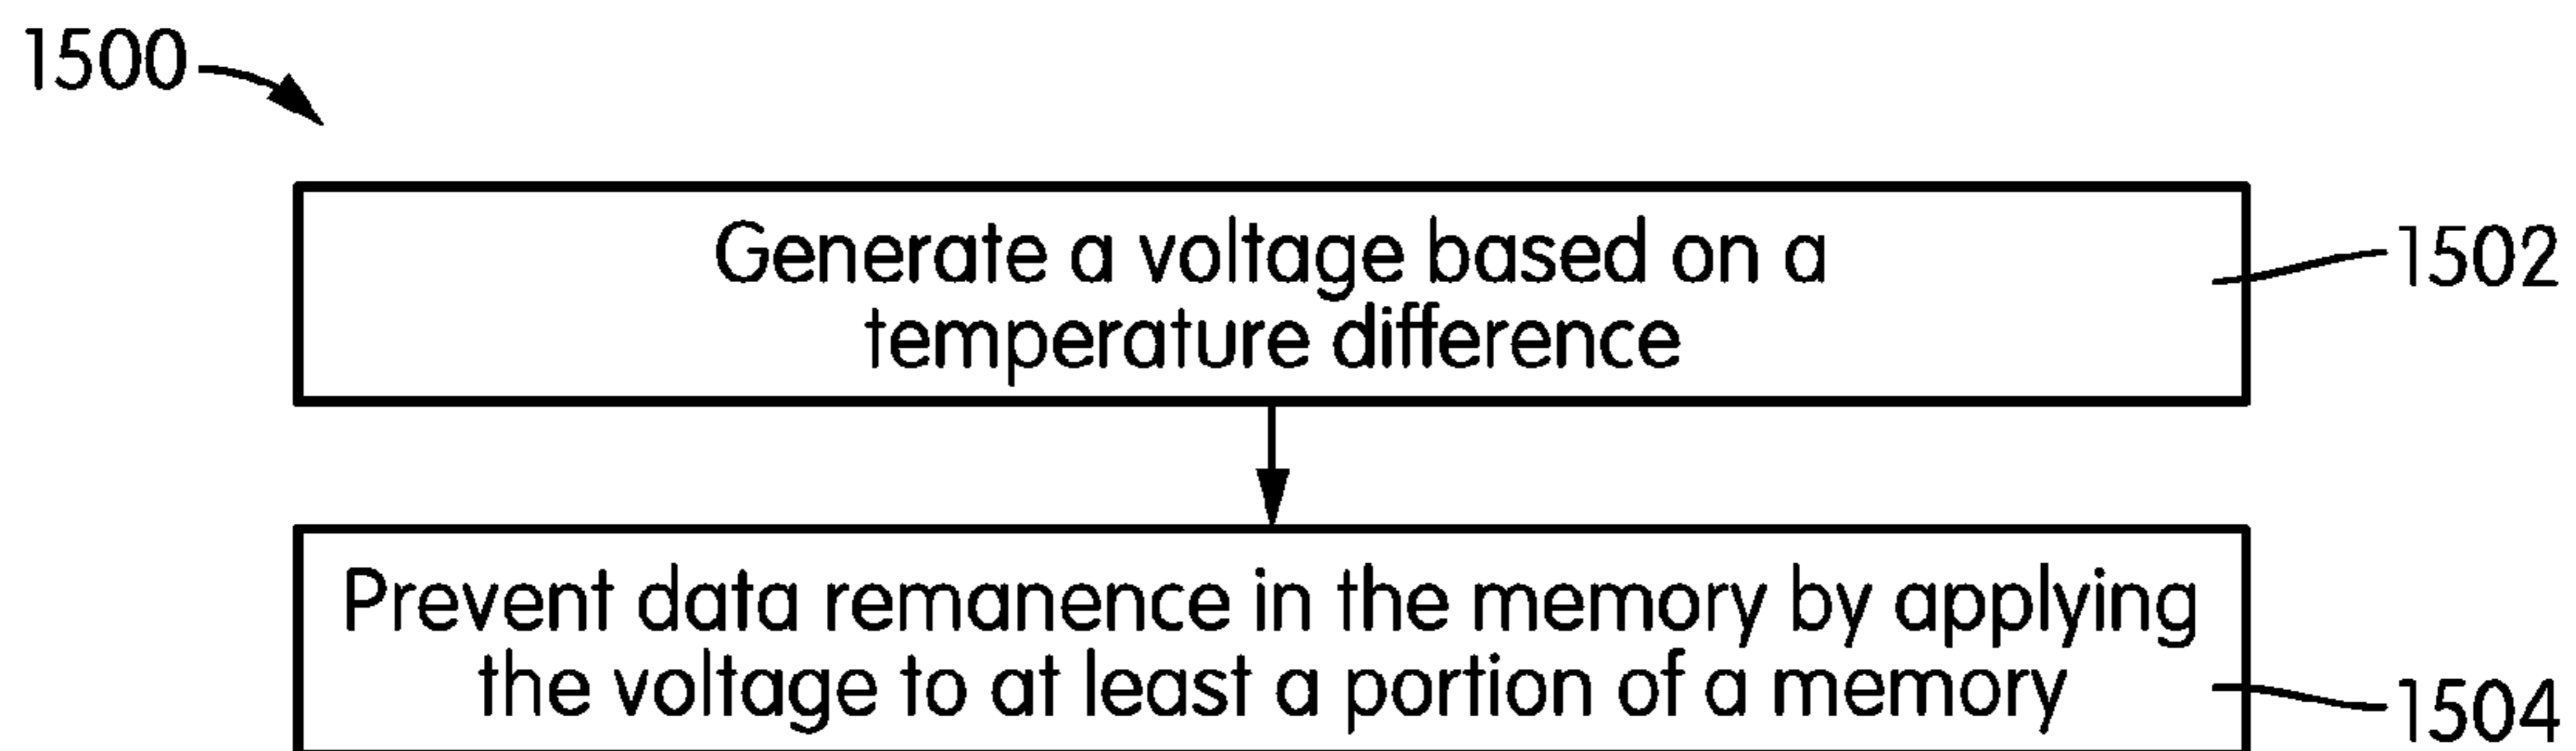 1500
Generate a voltage based on a
temperature difference
1502
Prevent data remanence in the memory by applying
the voltage to at least a portion of a memory
1504